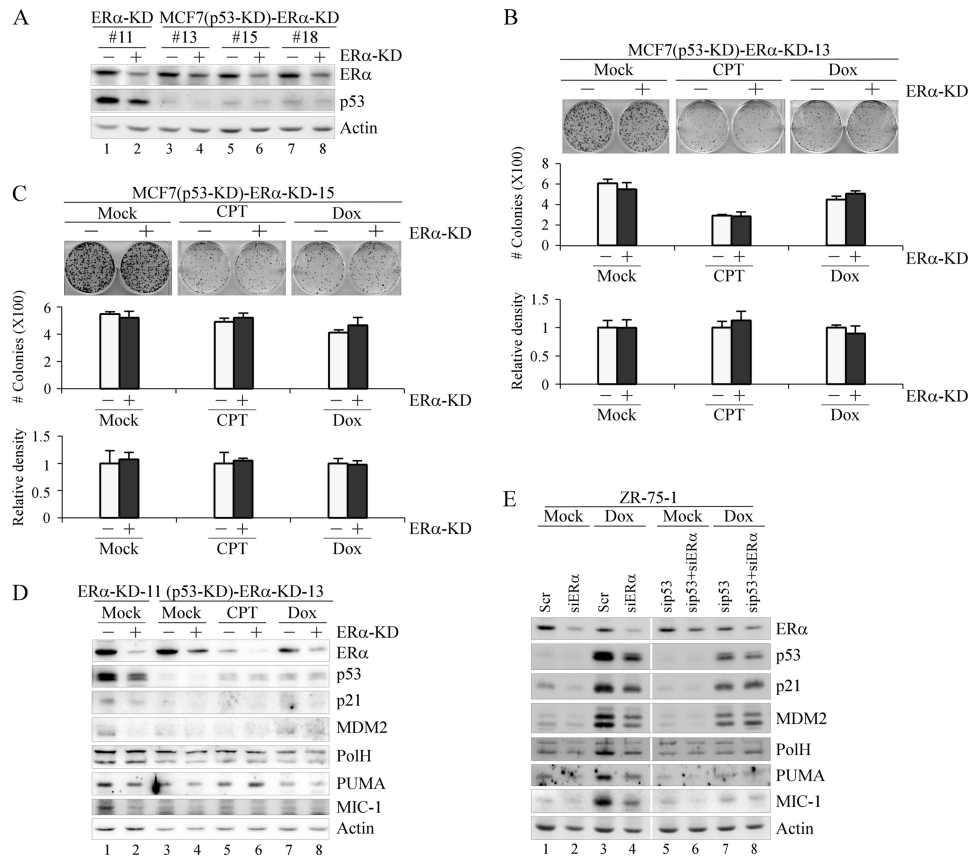 A
ERα-KD MCF7(p53-KD)-ERα-KD
#11 #13 #15 #18
− + − + − + − + ERα-KD
ERα
p53
Actin
1 2 3 4 5 6 7 8
B
MCF7(p53-KD)-ERα-KD-13
Mock CPT Dox
− + − + − + ERα-KD
# Colonies (X100)
8
6
4
2
0
− + − + − + ERα-KD
Mock CPT Dox
Relative density
1.5
1
0.5
0
− + − + − + ERα-KD
Mock CPT Dox
C
MCF7(p53-KD)-ERα-KD-15
Mock CPT Dox
− + − + − + ERα-KD
# Colonies (X100)
6
4
2
0
− + − + − + ERα-KD
Mock CPT Dox
Relative density
1.5
1
0.5
0
− + − + − + ERα-KD
Mock CPT Dox
D
ERα-KD-11 (p53-KD)-ERα-KD-13
Mock Mock CPT Dox
− + − + − + − + ERα-KD
ERα
p53
p21
MDM2
PolH
PUMA
MIC-1
Actin
1 2 3 4 5 6 7 8
E
ZR-75-1
Mock Dox Mock Dox
Scr siERα Scr siERα sip53 sip53+siERα sip53 sip53+siERα
ERα
p53
p21
MDM2
PolH
PUMA
MIC-1
Actin
1 2 3 4 5 6 7 8